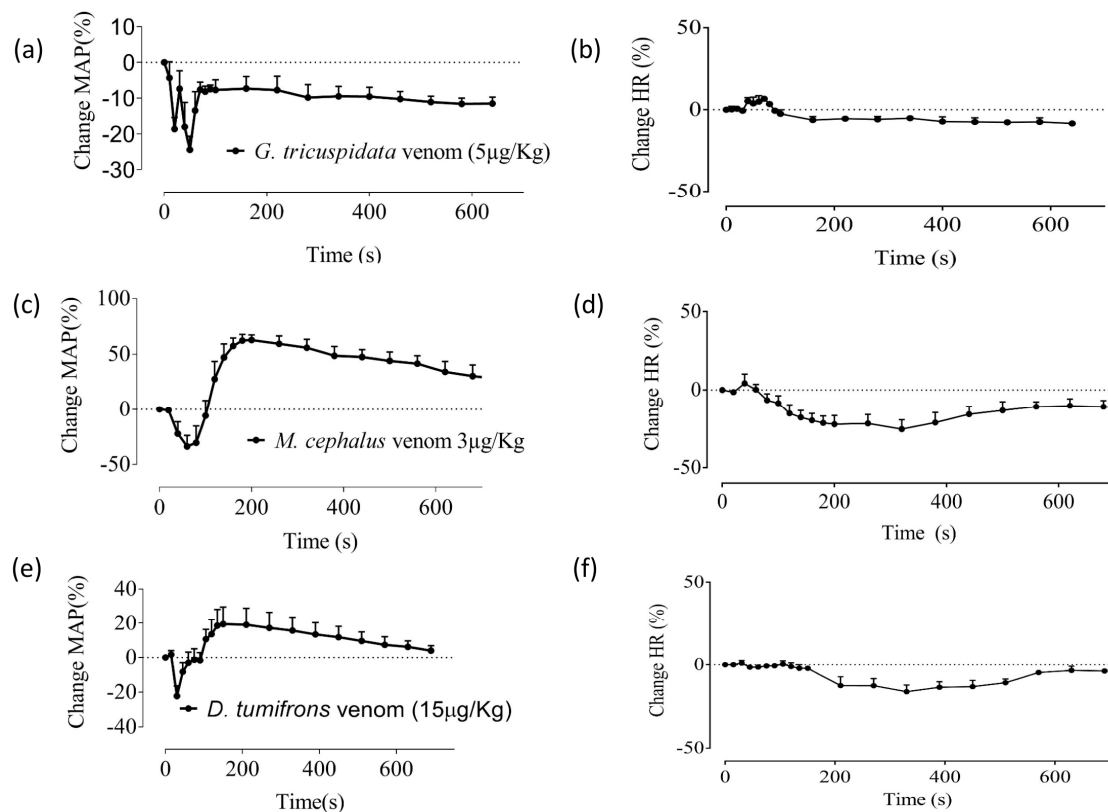 (a)
Change MAP(%)
10
0
-10
-20
-30
G. tricuspidata venom (5µg/Kg)
0
200
400
600
Time (s)
(b)
Change HR (%)
50
0
-50
0
200
400
600
Time (s)
(c)
Change MAP(%)
100
50
0
-50
M. cephalus venom 3µg/Kg
0
200
400
600
Time (s)
(d)
Change HR (%)
50
0
-50
0
200
400
600
Time (s)
(e)
Change MAP(%)
40
20
0
-20
-40
D. tumifrons venom (15µg/Kg)
0
200
400
600
Time(s)
(f)
Change HR (%)
50
0
-50
0
200
400
600
Time (s)